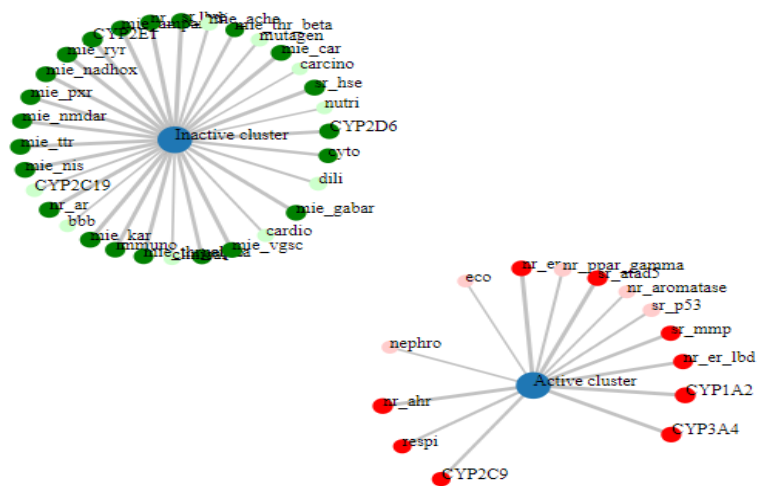 mie_ache
mie_thr_beta
CYP2E1
mutagen
mie_ryr
mie_car
mie_nadhox
carcino
mie_pxr
sr_hse
mie_nmdar
nutri
CYP2D6
Inactive cluster
mie_ttr
cyto
mie_nis
dili
CYP2C19
nr_ar
mie_gabar
bbb
mie_kar
cardio
immuno
mie_vgsc
nr_ppar_gamma
eco
sr_atad5
nr_aromatase
sr_p53
sr_mmp
nephro
nr_er_lbd
Active cluster
CYP1A2
nr_ahr
CYP3A4
respi
CYP2C9